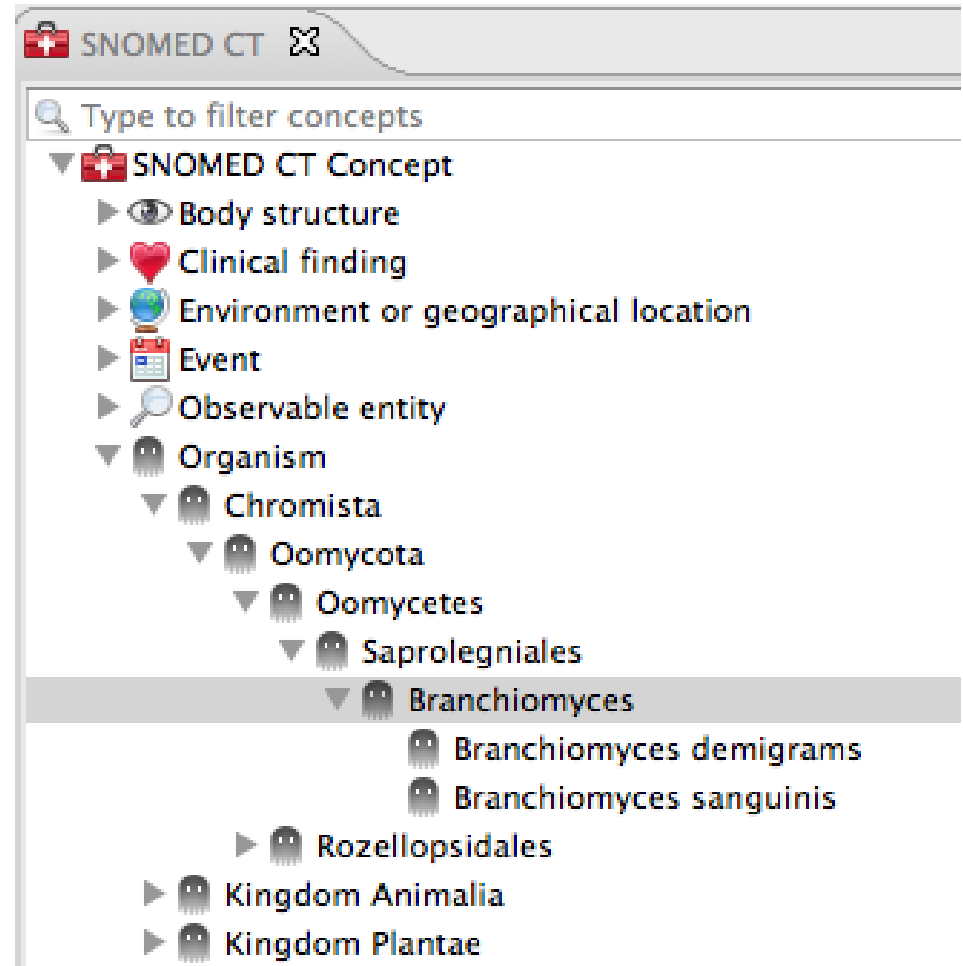 SNOMED CT
Type to filter concepts
SNOMED CT Concept
Body structure
Clinical finding
Environment or geographical location
Event
Observable entity
Organism
Chromista
Oomycota
Oomycetes
Saprolegniales
Branchiomyces
Branchiomyces demigrams
Branchiomyces sanguinis
Rozellopsidales
Kingdom Animalia
Kingdom Plantae